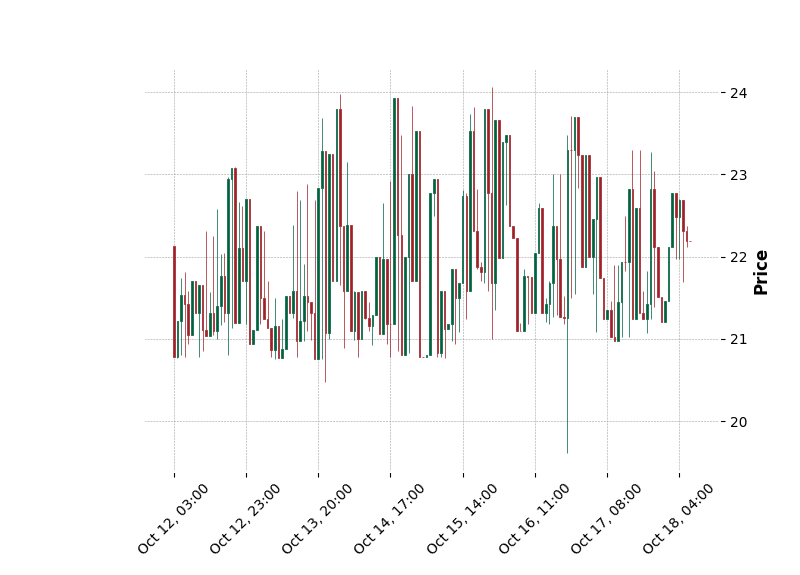 24
23
22
21
20
Price
Oct 12, 03:00
Oct 12, 23:00
Oct 13, 20:00
Oct 14, 17:00
Oct 15, 14:00
Oct 16, 11:00
Oct 17, 08:00
Oct 18, 04:00